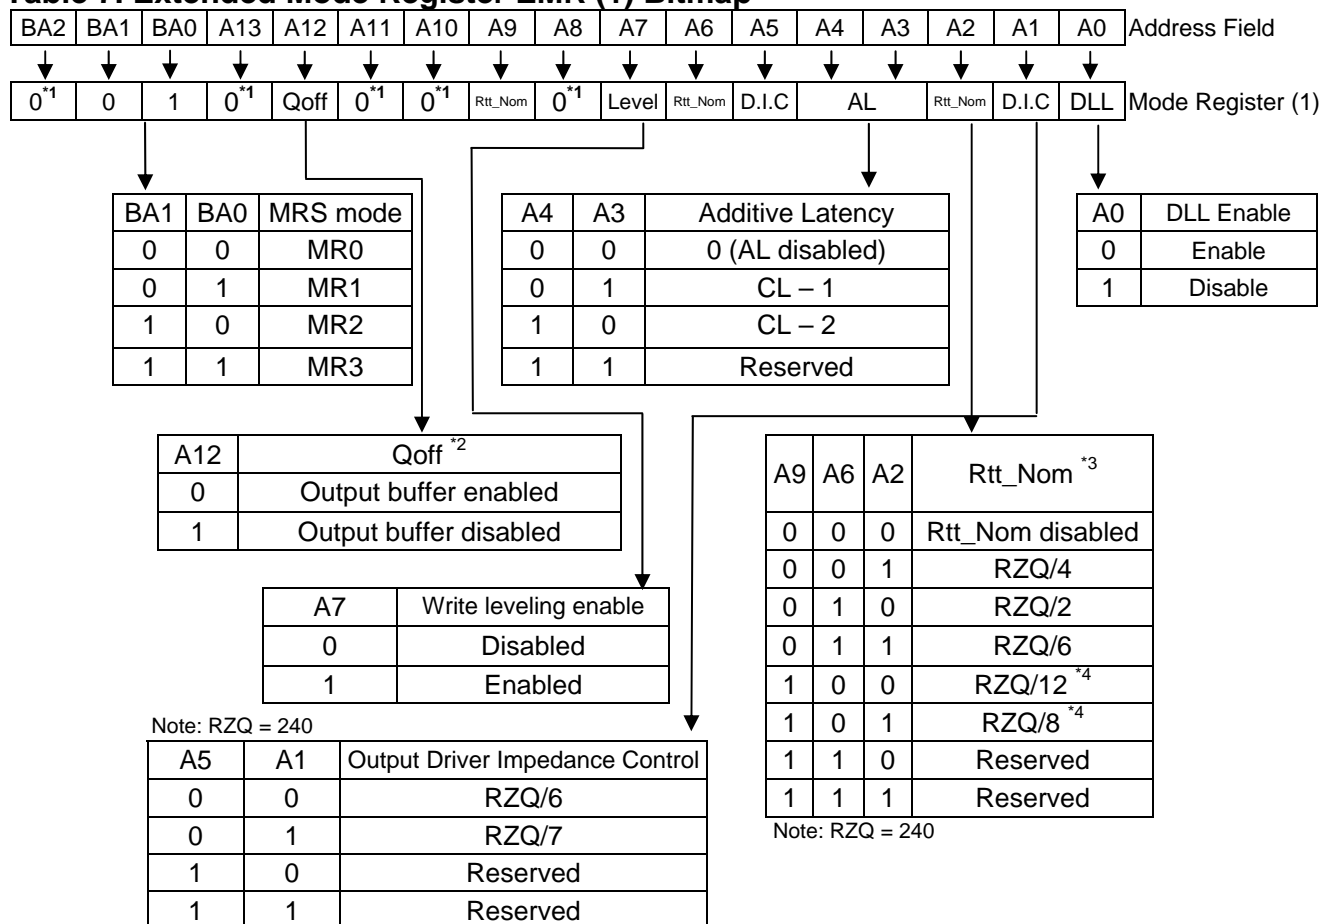 Table 7. Extended Mode Register EMR (1) Bitmap
BA2 BA1 BA0 A13 A12 A11 A10 A9 A8 A7 A6 A5 A4 A3 A2 A1 A0 Address Field
0*1 0 1 0*1 Qoff 0*1 0*1 Rtt_Nom 0*1 Level Rtt_Nom D.I.C AL Rtt_Nom D.I.C DLL Mode Register (1)
BA1 BA0 MRS mode
0 0 MR0
0 1 MR1
1 0 MR2
1 1 MR3
A4 A3 Additive Latency
0 0 0 (AL disabled)
0 1 CL – 1
1 0 CL – 2
1 1 Reserved
A0 DLL Enable
0 Enable
1 Disable
A12 Qoff *2
0 Output buffer enabled
1 Output buffer disabled
A7 Write leveling enable
0 Disabled
1 Enabled
Note: RZQ = 240
A5 A1 Output Driver Impedance Control
0 0 RZQ/6
0 1 RZQ/7
1 0 Reserved
1 1 Reserved
A9 A6 A2 Rtt_Nom *3
0 0 0 Rtt_Nom disabled
0 0 1 RZQ/4
0 1 0 RZQ/2
0 1 1 RZQ/6
1 0 0 RZQ/12 *4
1 0 1 RZQ/8 *4
1 1 0 Reserved
1 1 1 Reserved
Note: RZQ = 240